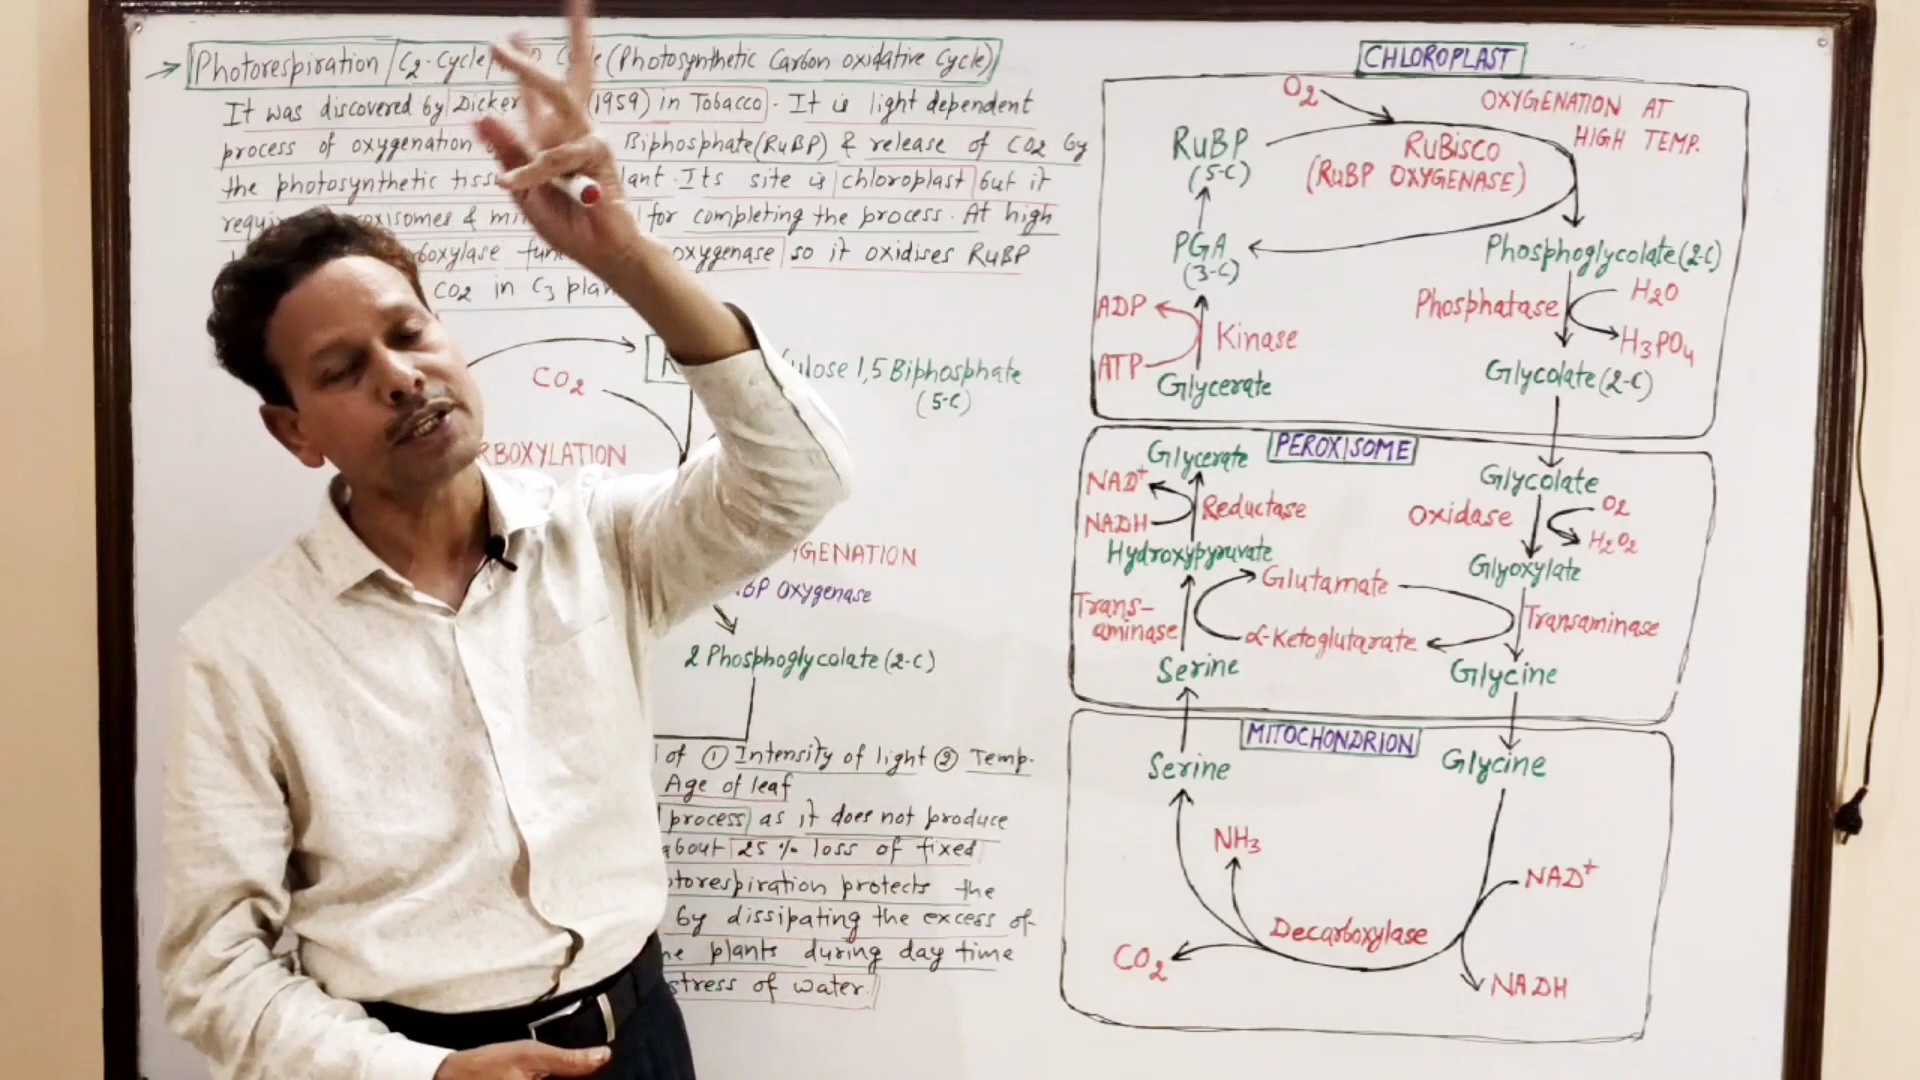 Photorespiration / C2-Cycle / Cycle (Photosynthetic Carbon oxidative Cycle)
It was discovered by Dicker (1959) in Tobacco. It is light dependent
process of oxygenation Biphosphate (RuBP) & release of CO2 by
the photosynthetic Its site is chloroplast but it
for completing the process. At high
oxygenase so it oxidises RuBP
CO2 in C3
CO2
1,5 Biphosphate
(5-C)
Oxygenase
2 Phosphoglycolate (2-C)
of ① Intensity of light ② Temp.
Age of leaf
process as it does not produce
about 25% loss of fixed
protects the
by dissipating the excess of
plants during day time
stress of water.
CHLOROPLAST
O2
OXYGENATION AT
HIGH TEMP.
RuBP
(5-C)
RuBisCO
(RuBP OXYGENASE)
PGA
(3-C)
Phosphoglycolate (2-C)
ADP
ATP
Kinase
Phosphatase
H2O
H3PO4
Glycerate
Glycolate (2-C)
PEROXISOME
Glycerate
Glycolate
NAD+
NADH
Reductase
Oxidase
O2
H2O2
Hydroxypyruvate
Glyoxylate
Glutamate
Trans-
aminase
α-Ketoglutarate
Transaminase
Serine
Glycine
MITOCHONDRION
Serine
Glycine
NH3
NAD+
Decarboxylase
CO2
NADH